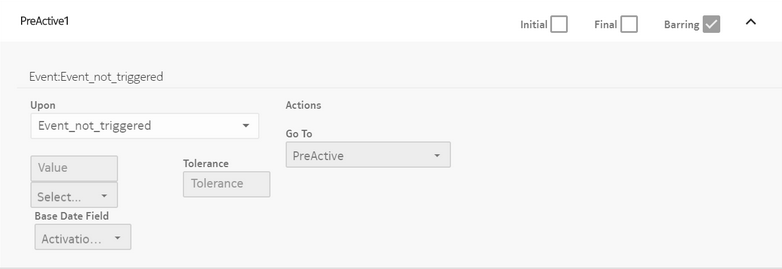 PreActive1
Initial
Final
Barring
Event:Event_not_triggered
Upon
Actions
Event_not_triggered
Go To
PreActive
Value
Tolerance
Tolerance
Select...
Base Date Field
Activatio...